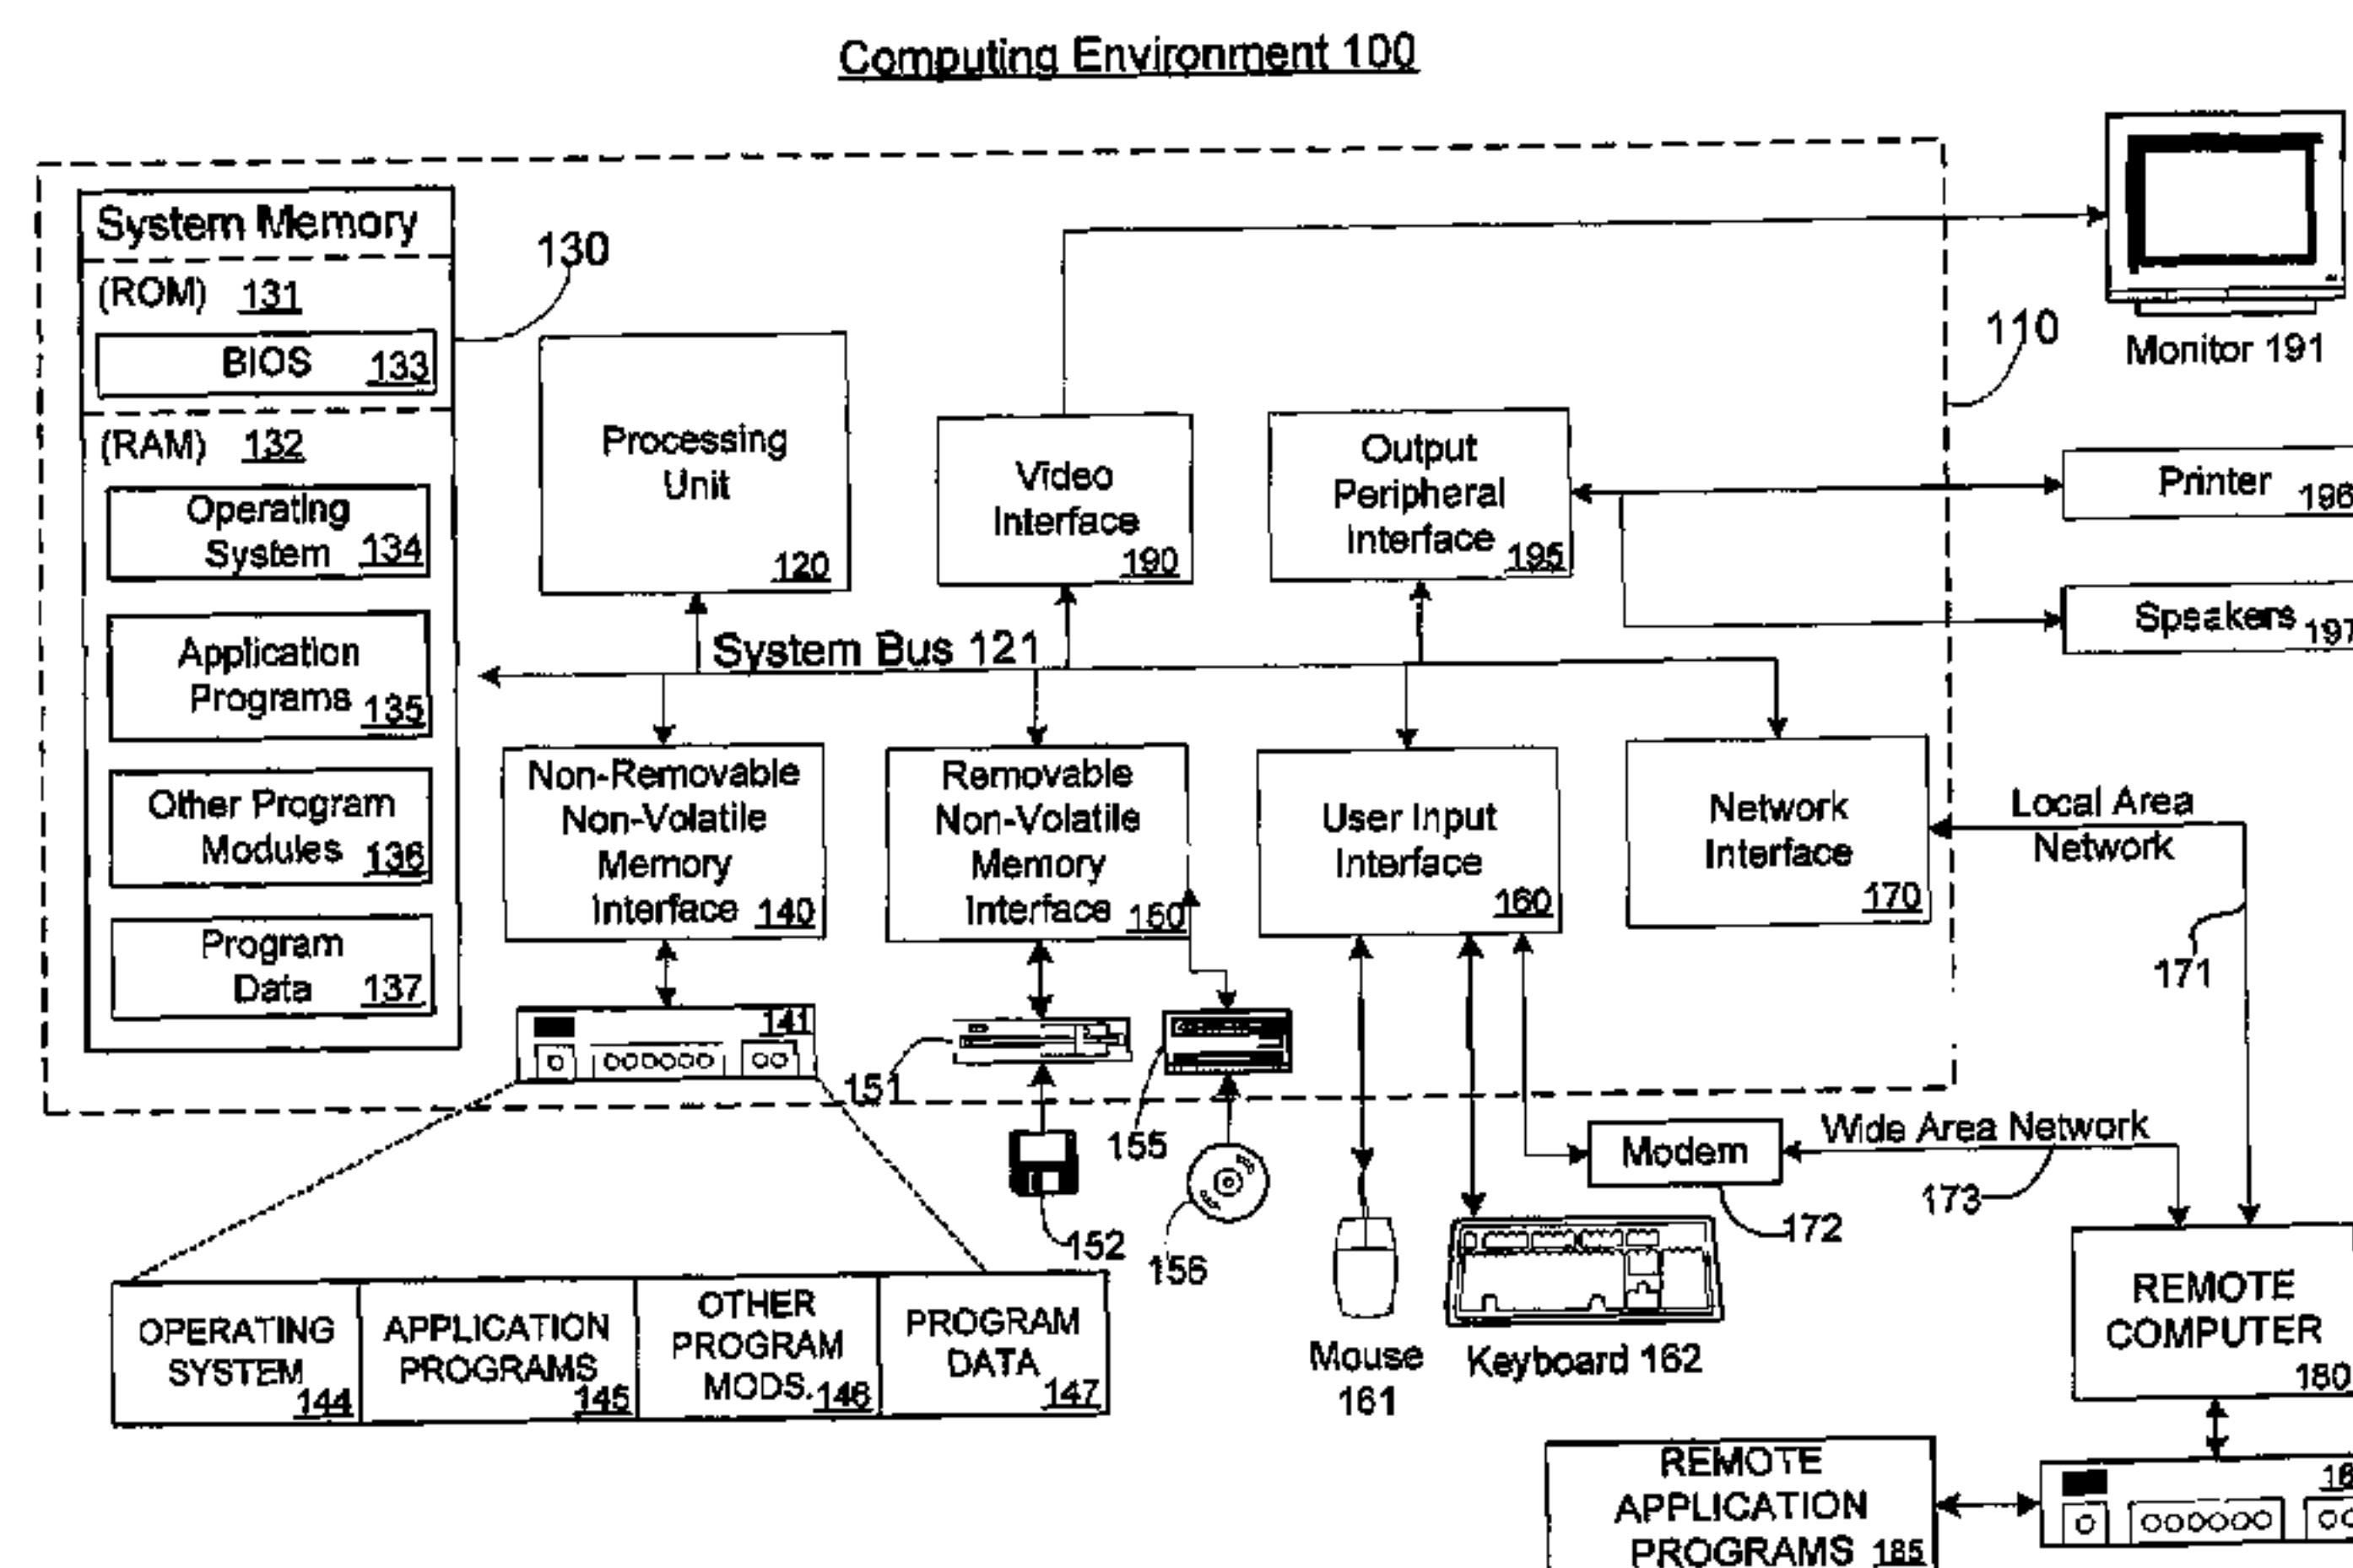 Computing Environment 100
System Memory
(ROM) 131
BIOS 133
(RAM) 132
Operating
System 134
Application
Programs 135
Other Program
Modules 136
Program
Data 137
130
Processing
Unit
120
Video
Interface
190
Output
Peripheral
Interface 195
110
Monitor 191
Printer 196
Speakers
System Bus 121
Non-Removable
Non-Volatile
Memory
Interface 140
Removable
Non-Volatile
Memory
Interface 150
User Input
Interface
160
Network
Interface
170
Local Area
Network
171
141
151
155
152
156
Modem
172
Wide Area Network
173
Mouse
161
Keyboard 162
OPERATING
SYSTEM 144
APPLICATION
PROGRAMS 145
OTHER
PROGRAM
MODS. 146
PROGRAM
DATA
147
REMOTE
COMPUTER
180
REMOTE
APPLICATION
PROGRAMS 185